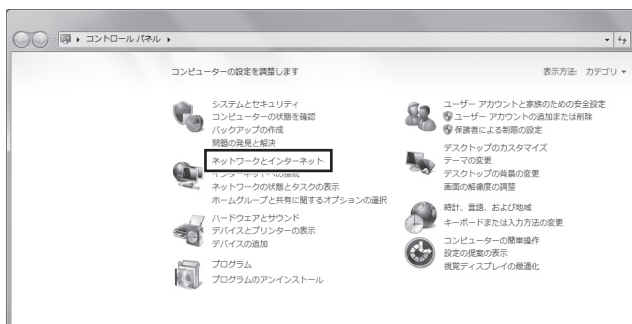 コントロール パネル
コンピューターの設定を調整します
表示方法: カテゴリ
システムとセキュリティ
コンピューターの状態を確認
バックアップの作成
問題の発見と解決
ネットワークとインターネット
インターネットへの接続
ネットワークの状態とタスクの表示
ホームグループと共有に関するオプションの選択
ハードウェアとサウンド
デバイスとプリンターの表示
デバイスの追加
プログラム
プログラムのアンインストール
ユーザー アカウントと家族のための安全設定
ユーザー アカウントの追加または削除
保護者による制限の設定
デスクトップのカスタマイズ
テーマの変更
デスクトップの背景の変更
画面の解像度の調整
時計、言語、および地域
キーボードまたは入力方法の変更
コンピューターの簡単操作
設定の提案の表示
視覚ディスプレイの最適化